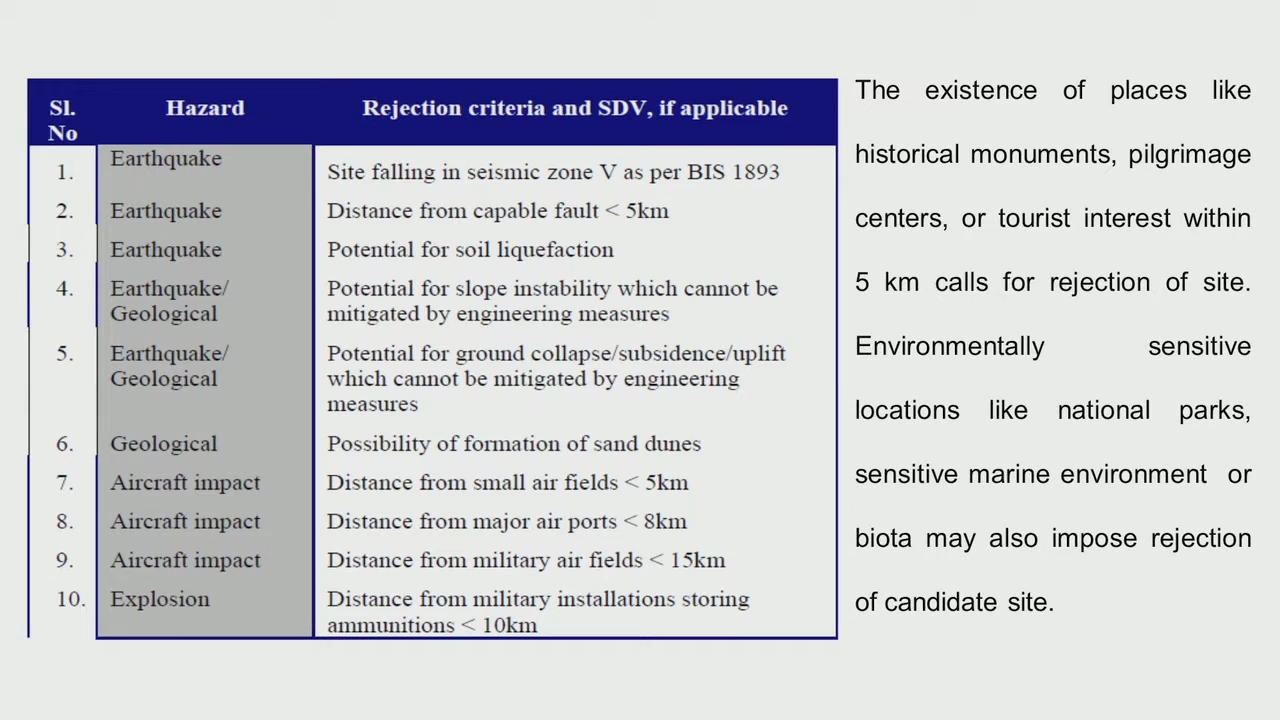 Sl. No Hazard Rejection criteria and SDV, if applicable
1. Earthquake Site falling in seismic zone V as per BIS 1893
2. Earthquake Distance from capable fault < 5km
3. Earthquake Potential for soil liquefaction
4. Earthquake/ Potential for slope instability which cannot be
Geological mitigated by engineering measures
5. Earthquake/ Potential for ground collapse/subsidence/uplift
Geological which cannot be mitigated by engineering
measures
6. Geological Possibility of formation of sand dunes
7. Aircraft impact Distance from small air fields < 5km
8. Aircraft impact Distance from major air ports < 8km
9. Aircraft impact Distance from military air fields < 15km
10. Explosion Distance from military installations storing
ammunitions < 10km
The existence of places like
historical monuments, pilgrimage
centers, or tourist interest within
5 km calls for rejection of site.
Environmentally sensitive
locations like national parks,
sensitive marine environment or
biota may also impose rejection
of candidate site.